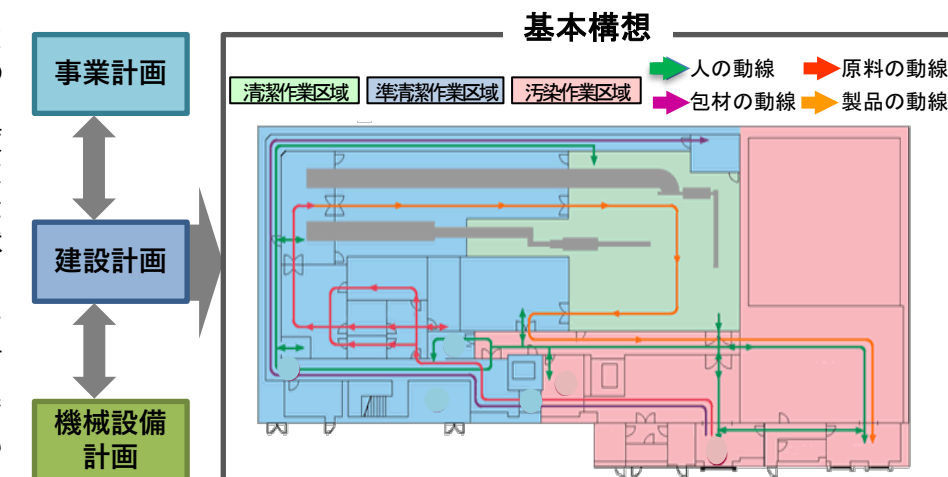 基本構想
事業計画
清潔作業区域
準清潔作業区域
汚染作業区域
人の動線
原料の動線
包材の動線
製品の動線
建設計画
機械設備
計画